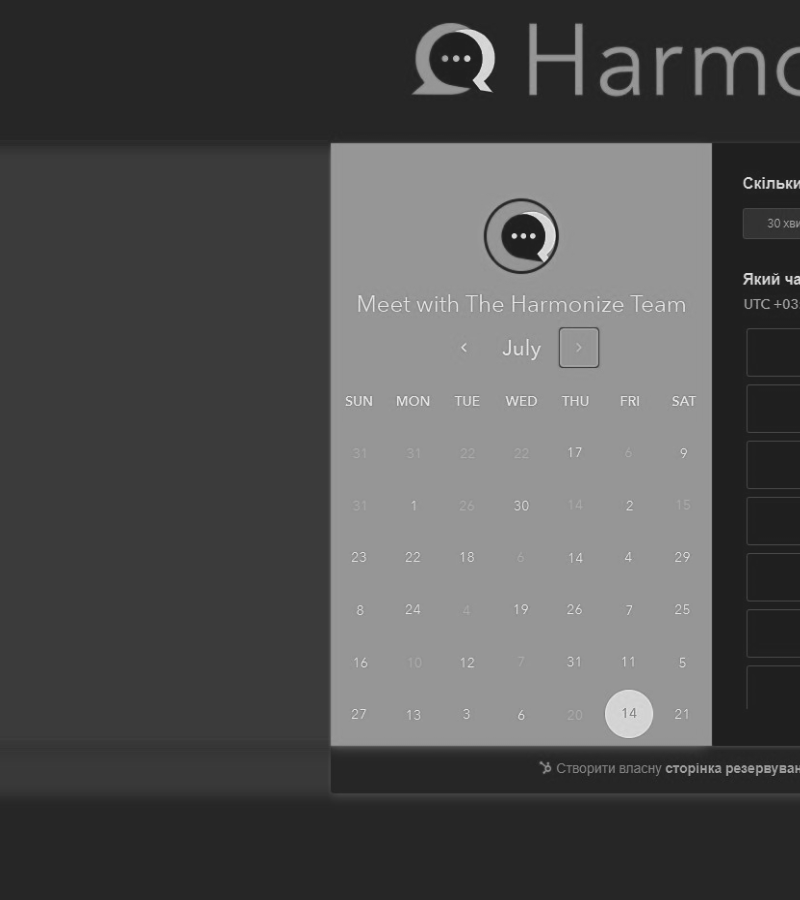 Harmo
Скільки
30 хви
Meet with The Harmonize Team
Який ча
UTC +03:
July
SUN MON TUE WED THU FRI SAT
31 31 22 22 17 6 9
31 1 26 30 14 2 15
23 22 18 6 14 4 29
8 24 4 19 26 7 25
16 10 12 7 31 11 5
27 13 3 6 20 14 21
Створити власну сторінка резервуван